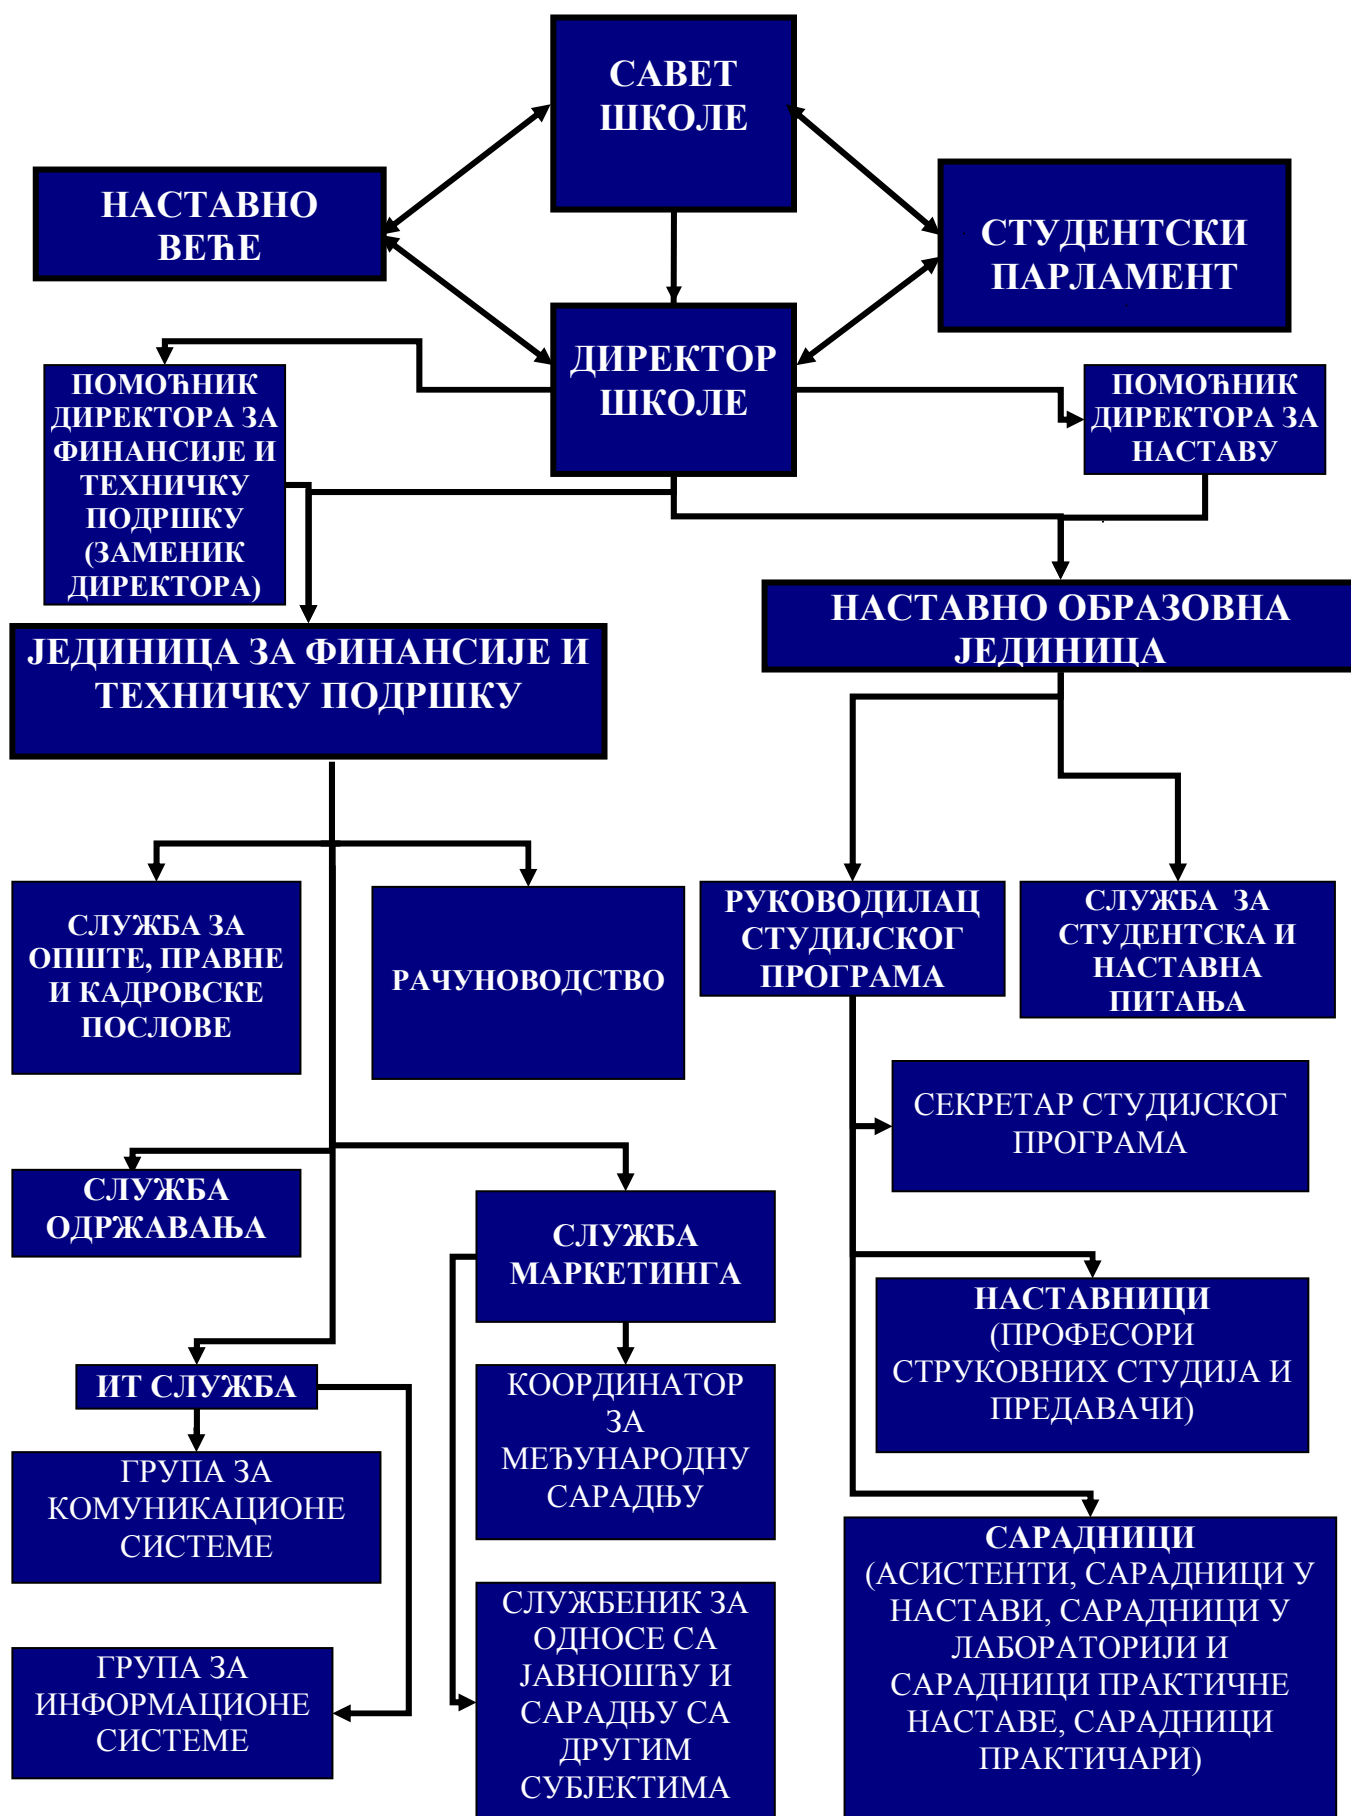 САВЕТ
ШКОЛЕ
НАСТАВНО
ВЕЋЕ
СТУДЕНТСКИ
ПАРЛАМЕНТ
ДИРЕКТОР
ШКОЛЕ
ПОМОЋНИК
ДИРЕКТОРА ЗА
ФИНАНСИЈЕ И
ТЕХНИЧКУ
ПОДРШКУ
(ЗАМЕНИК
ДИРЕКТОРА)
ПОМОЋНИК
ДИРЕКТОРА ЗА
НАСТАВУ
ЈЕДИНИЦА ЗА ФИНАНСИЈЕ И
ТЕХНИЧКУ ПОДРШКУ
НАСТАВНО ОБРАЗОВНА
ЈЕДИНИЦА
СЛУЖБА ЗА
ОПШТЕ, ПРАВНЕ
И КАДРОВСКЕ
ПОСЛОВЕ
РАЧУНОВОДСТВО
РУКОВОДИЛАЦ
СТУДИЈСКОГ
ПРОГРАМА
СЛУЖБА ЗА
СТУДЕНТСКА И
НАСТАВНА
ПИТАЊА
СЕКРЕТАР СТУДИЈСКОГ
ПРОГРАМА
СЛУЖБА
ОДРЖАВАЊА
СЛУЖБА
МАРКЕТИНГА
НАСТАВНИЦИ
(ПРОФЕСОРИ
СТРУКОВНИХ СТУДИЈА И
ПРЕДАВАЧИ)
ИТ СЛУЖБА
КООРДИНАТОР
ЗА
МЕЂУНАРОДНУ
САРАДЊУ
ГРУПА ЗА
КОМУНИКАЦИОНЕ
СИСТЕМЕ
САРАДНИЦИ
(АСИСТЕНТИ, САРАДНИЦИ У
НАСТАВИ, САРАДНИЦИ У
ЛАБОРАТОРИЈИ И
САРАДНИЦИ ПРАКТИЧНЕ
НАСТАВЕ, САРАДНИЦИ
ПРАКТИЧАРИ)
СЛУЖБЕНИК ЗА
ОДНОСЕ СА
ЈАВНОШЋУ И
САРАДЊУ СА
ДРУГИМ
СУБЈЕКТИМА
ГРУПА ЗА
ИНФОРМАЦИОНЕ
СИСТЕМЕ